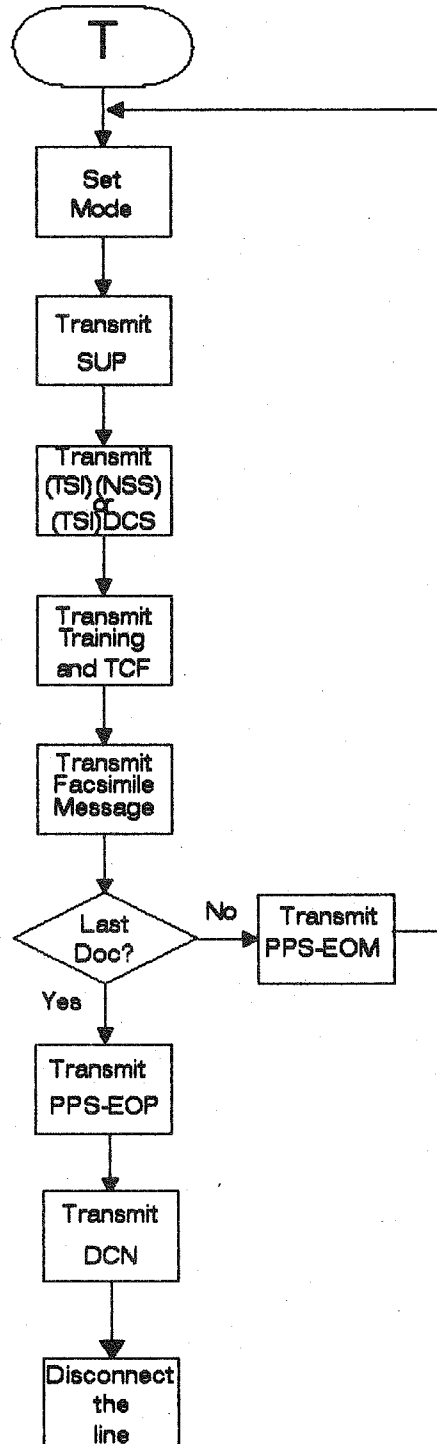 T
Set
Mode
Transmit
SUP
Transmit
(TSI) (NSS)
or
(TSI) DCS
Transmit
Training
and TCF
Transmit
Facsimile
Message
Last
Doc?
No
Transmit
PPS-EOM
Yes
Transmit
PPS-EOP
Transmit
DCN
Disconnect
the
line